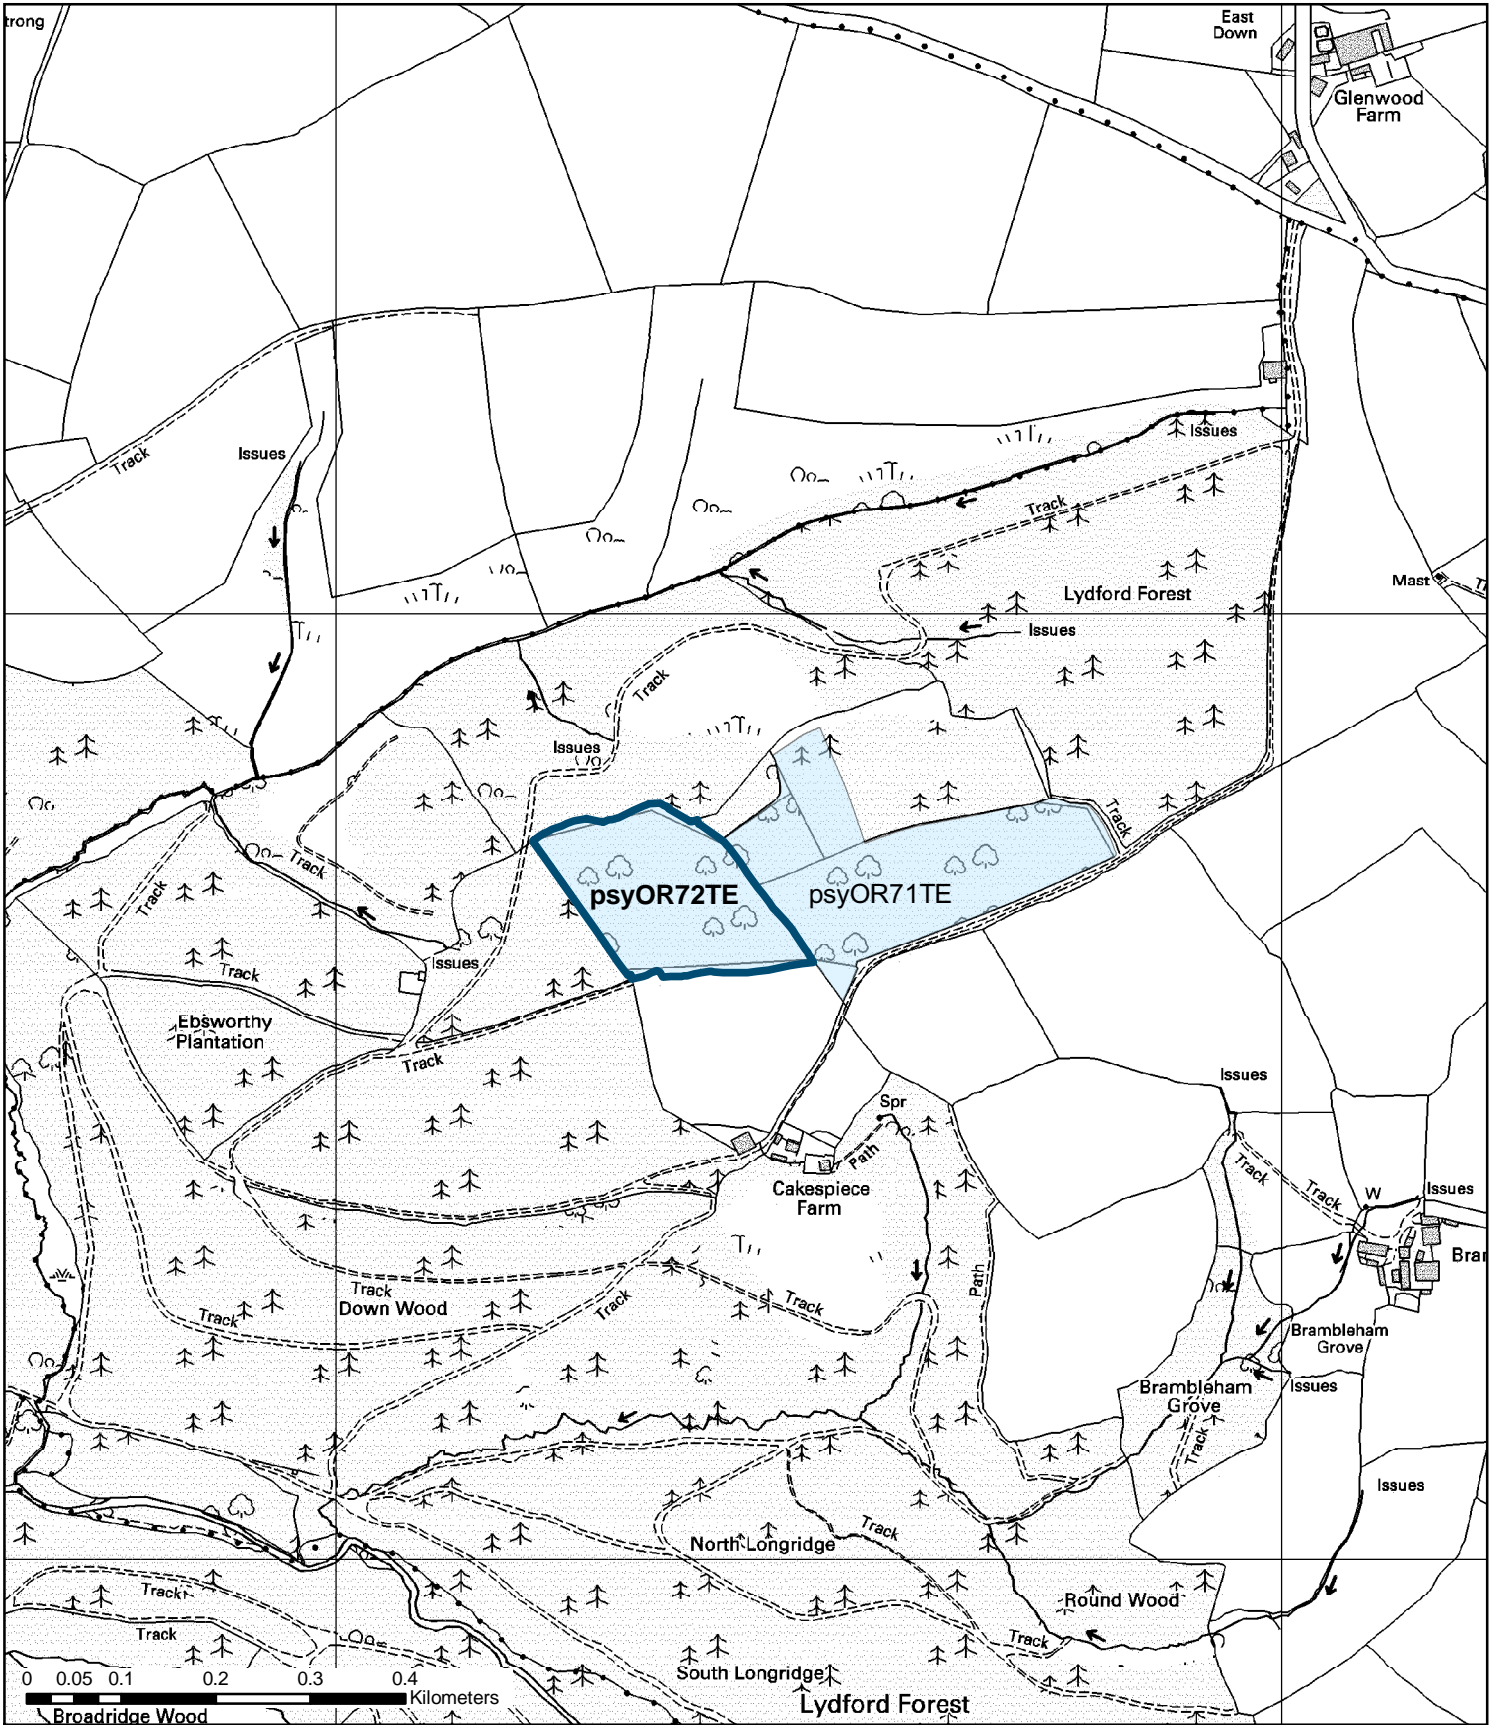 trong
East
Down
Glenwood
Farm
Track
Issues
Issues
Track
Mast
Lydford Forest
Issues
Track
Issues
Track
Track
Track
psyOR72TE
psyOR71TE
Issues
Track
Ebsworthy
Plantation
Track
Issues
Spr
Path
Track
Track
W
Issues
Cakespiece
Farm
Bran
Path
Track
Track
Track
Down Wood
Track
Brambleham
Grove
Issues
Brambleham
Grove
Track
Issues
Track
North Longridge
Track
Round Wood
Track
Track
South Longridge
0 0.05 0.1 0.2 0.3 0.4
Kilometers
Lydford Forest
Broadridge Wood